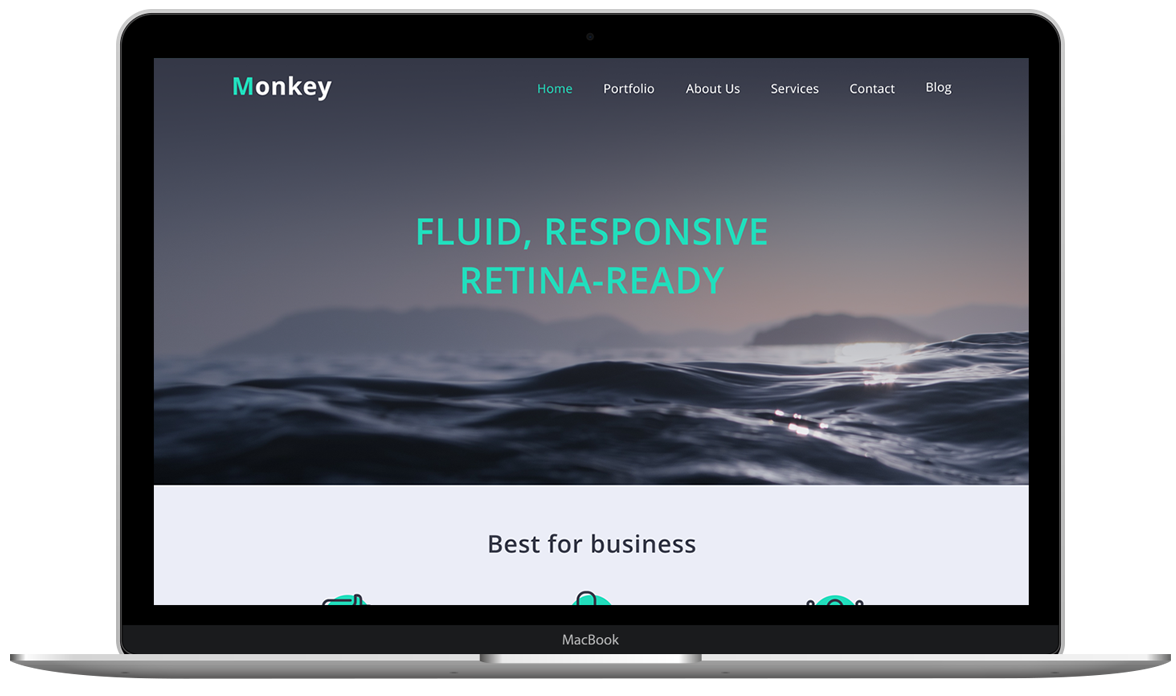 Monkey
Home Portfolio About Us Services Contact Blog
FLUID, RESPONSIVE
RETINA-READY
Best for business
MacBook